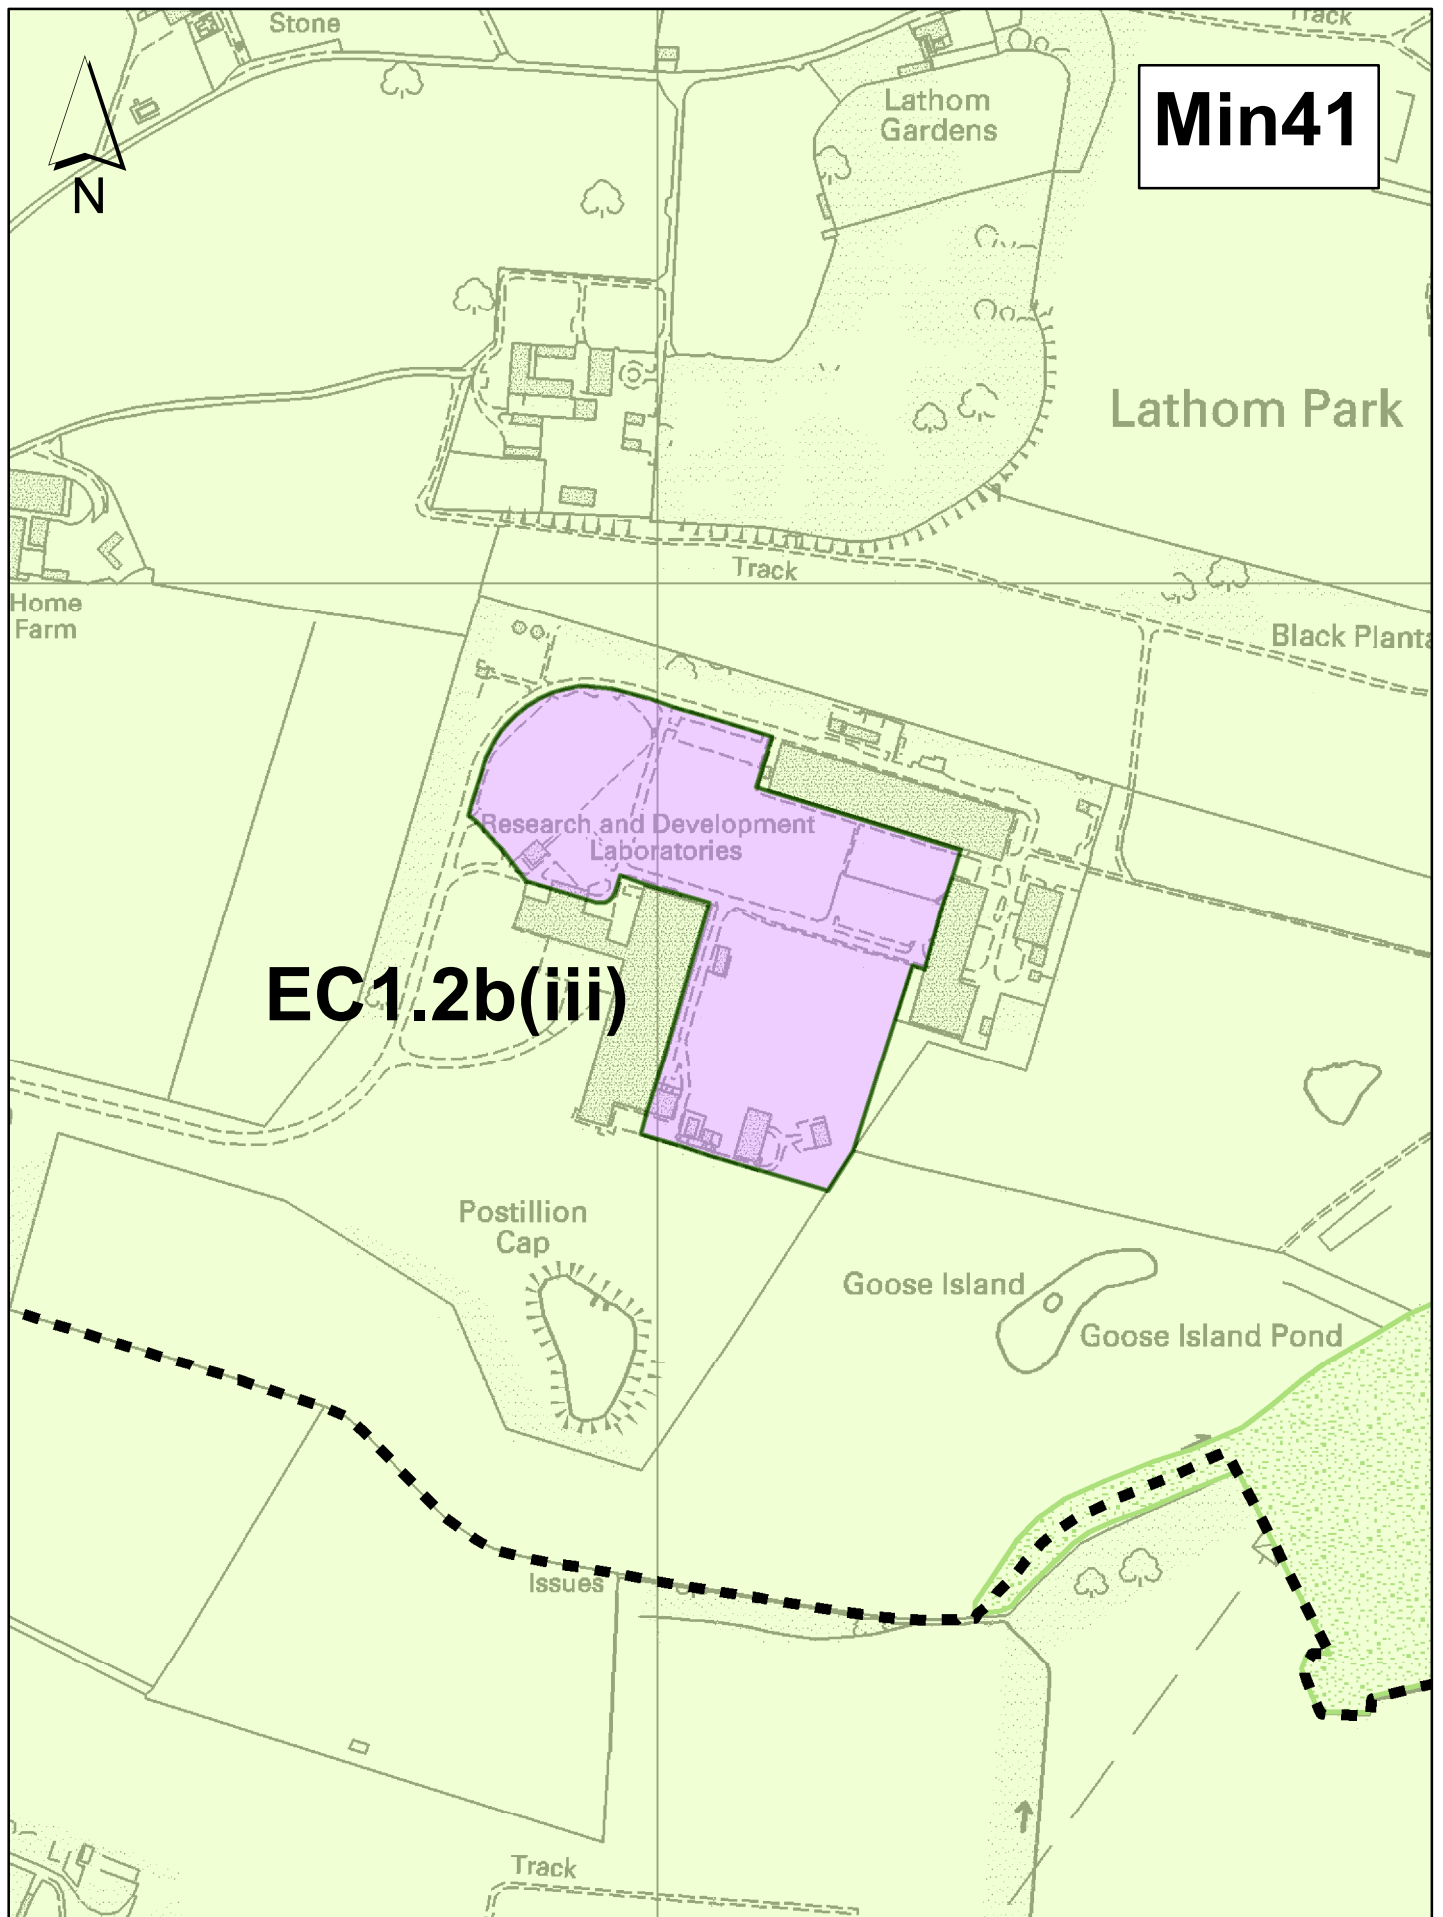 Stone
Track
Lathom
Gardens
Min41
N
Lathom Park
Track
Home
Farm
Black Planta
Research and Development
Laboratories
EC1.2b(iii)
Postillion
Cap
Goose Island
Goose Island Pond
Issues
Track